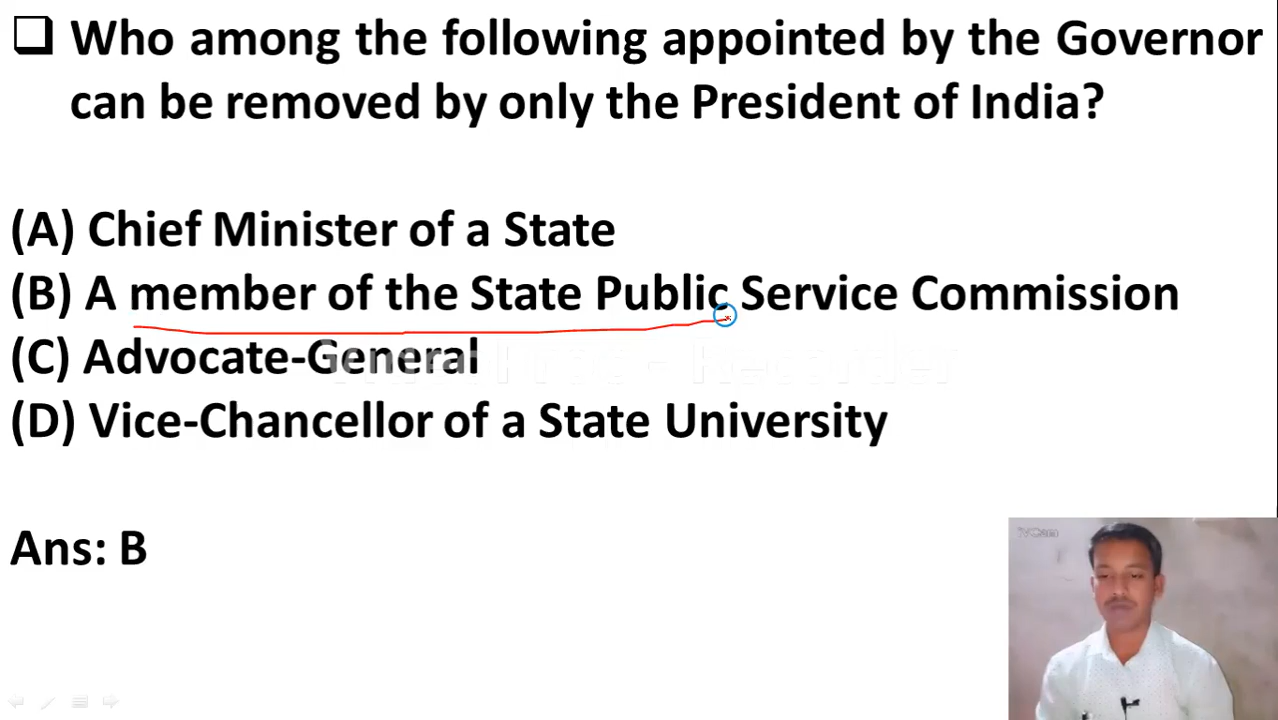 Who among the following appointed by the Governor
can be removed by only the President of India?
(A) Chief Minister of a State
(B) A member of the State Public Service Commission
(C) Advocate-General
(D) Vice-Chancellor of a State University
Ans: B
iVCam